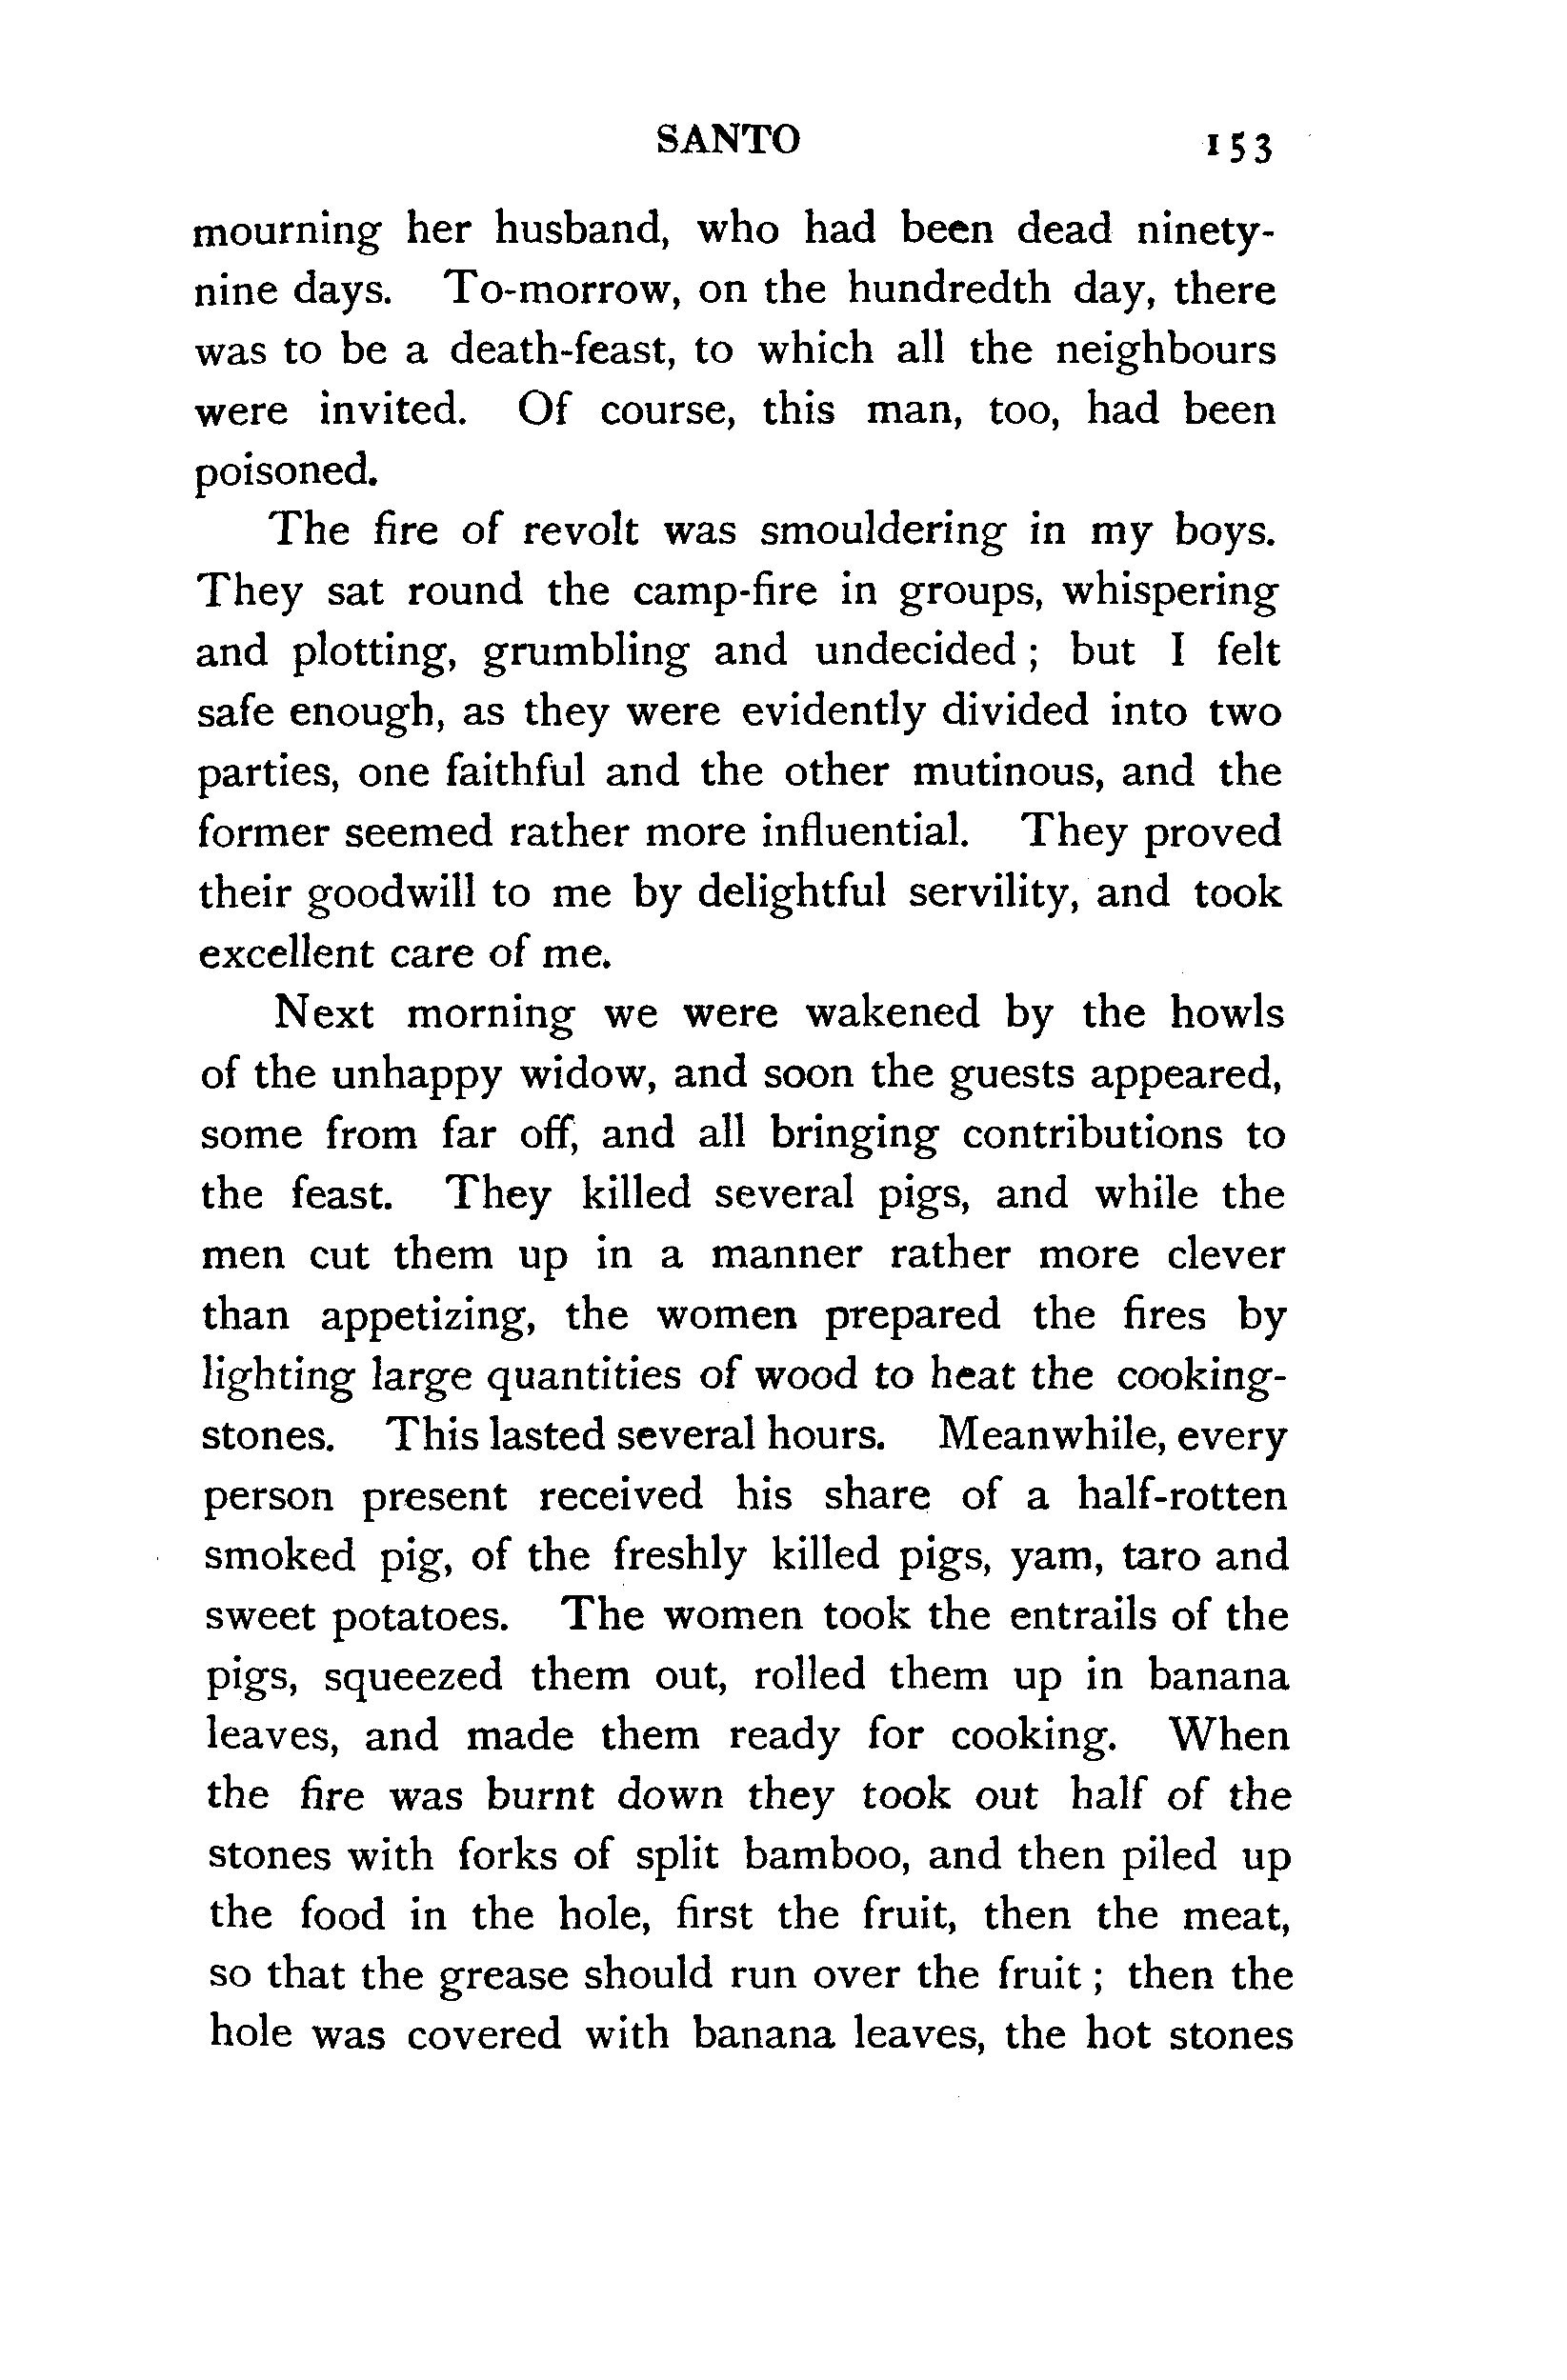 SANTO 153
mourning her husband, who had been dead ninety-
nine days. To-morrow, on the hundredth day, there
was to be a death-feast, to which all the neighbours
were invited. Of course, this man, too, had been
poisoned.
The fire of revolt was smouldering in my boys.
They sat round the camp-fire in groups, whispering
and plotting, grumbling and undecided; but I felt
safe enough, as they were evidently divided into two
parties, one faithful and the other mutinous, and the
former seemed rather more influential. They proved
their goodwill to me by delightful servility, and took
excellent care of me.
Next morning we were wakened by the howls
of the unhappy widow, and soon the guests appeared,
some from far off, and all bringing contributions to
the feast. They killed several pigs, and while the
men cut them up in a manner rather more clever
than appetizing, the women prepared the fires by
lighting large quantities of wood to heat the cooking-
stones. This lasted several hours. Meanwhile, every
person present received his share of a half-rotten
smoked pig, of the freshly killed pigs, yam, taro and
sweet potatoes. The women took the entrails of the
pigs, squeezed them out, rolled them up in banana
leaves, and made them ready for cooking. When
the fire was burnt down they took out half of the
stones with forks of split bamboo, and then piled up
the food in the hole, first the fruit, then the meat,
so that the grease should run over the fruit; then the
hole was covered with banana leaves, the hot stones